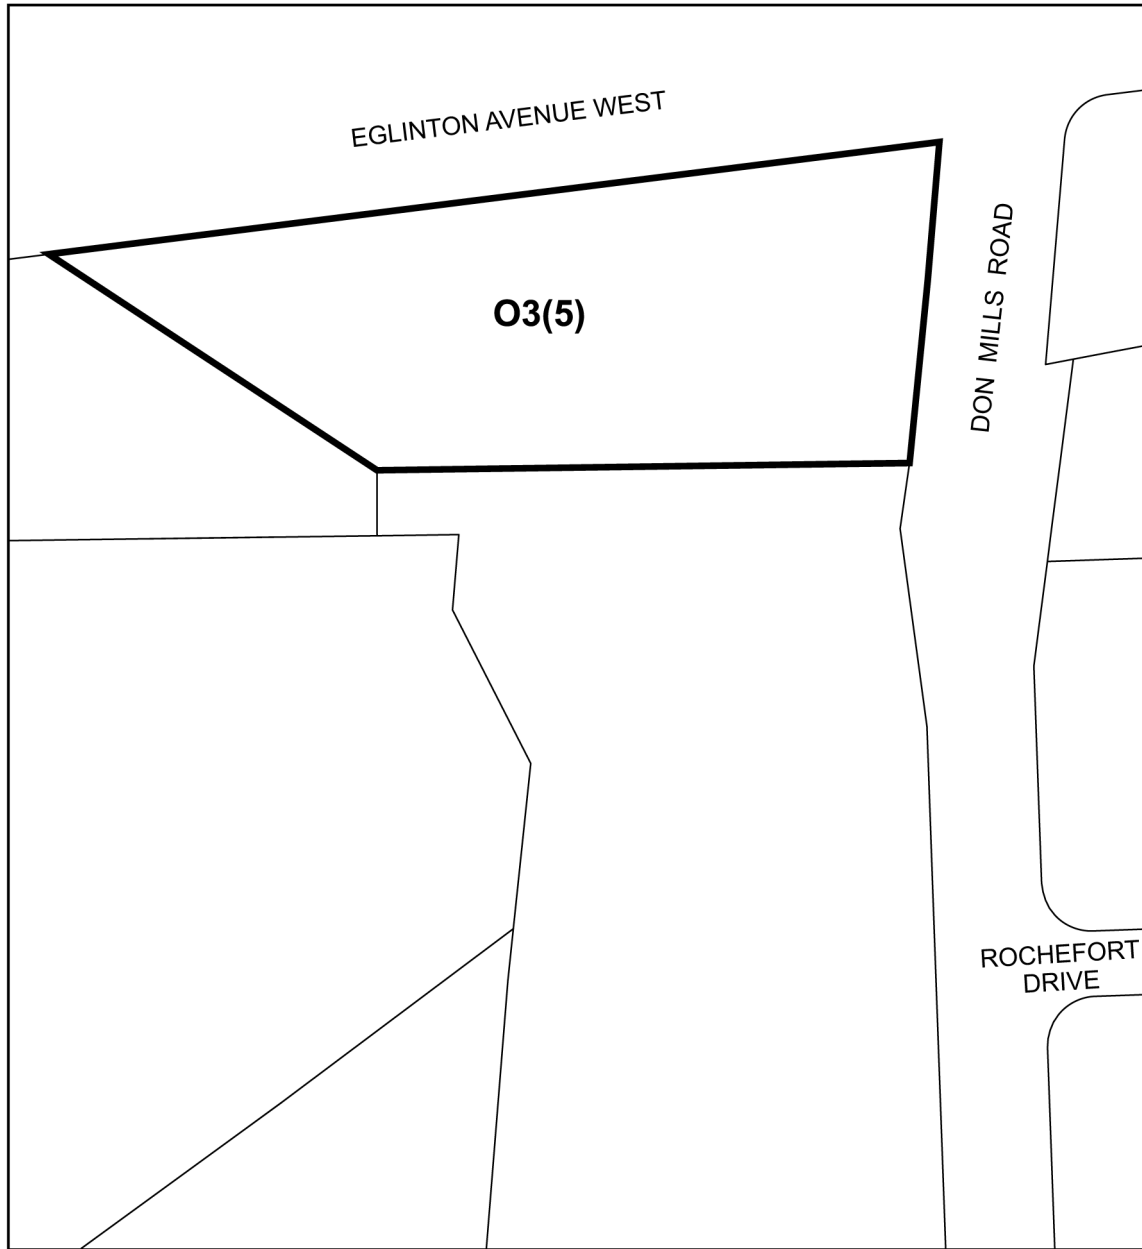 EGLINTON AVENUE WEST
O3(5)
DON MILLS ROAD
ROCHEFORT
DRIVE